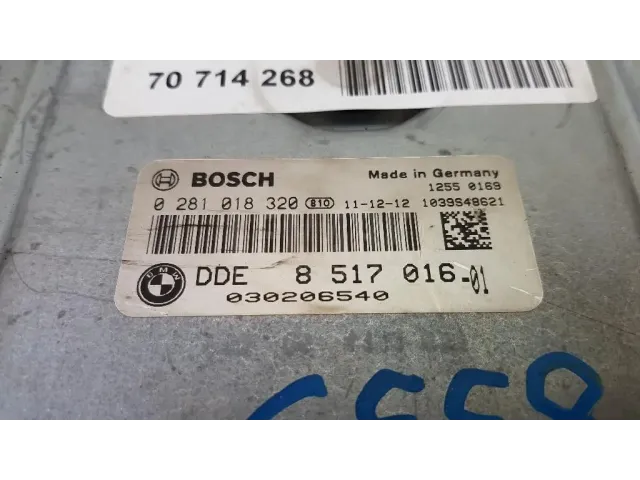 70 714 268
BOSCH Made in Germany
1255 0169
0 281 018 320 810 11-12-12 1039S48621
BMW DDE 8 517 016-01
030206540